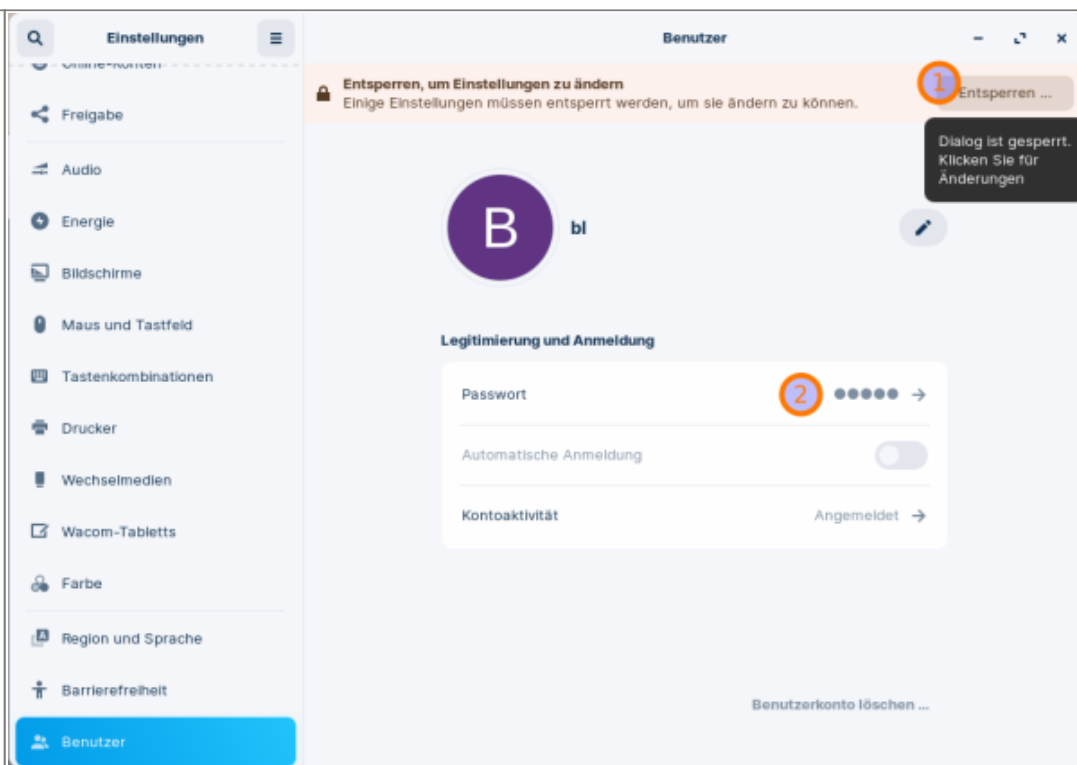 Einstellungen
Benutzer
Online-Konten
Freigabe
Audio
Energie
Bildschirme
Maus und Tastfeld
Tastenkombinationen
Drucker
Wechselmedien
Wacom-Tabletts
Farbe
Region und Sprache
Barrierefreiheit
Benutzer
Entsperren, um Einstellungen zu ändern
Einige Einstellungen müssen entsperrt werden, um sie ändern zu können.
1
Entsperren ...
Dialog ist gesperrt.
Klicken Sie für
Änderungen
B
bl
Legitimierung und Anmeldung
Passwort
2
Automatische Anmeldung
Kontoaktivität
Angemeldet
Benutzerkonto löschen ...